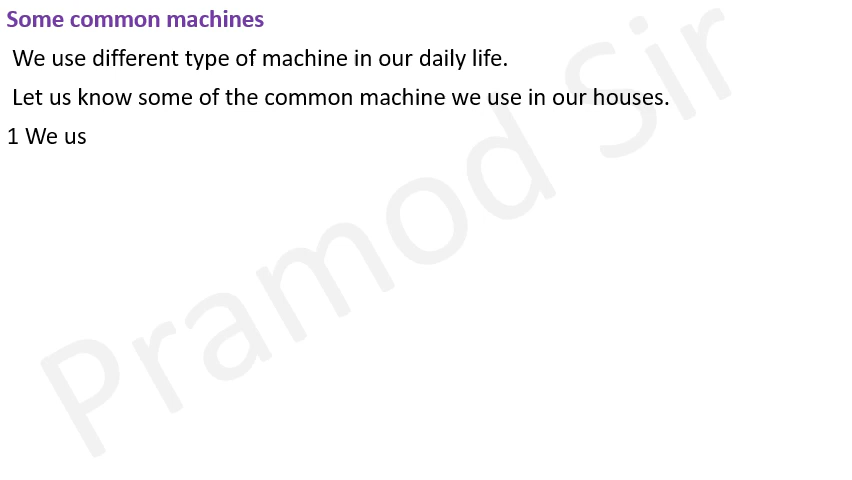 Some common machines
We use different type of machine in our daily life.
Let us know some of the common machine we use in our houses.
1 We us
Pramod Sir